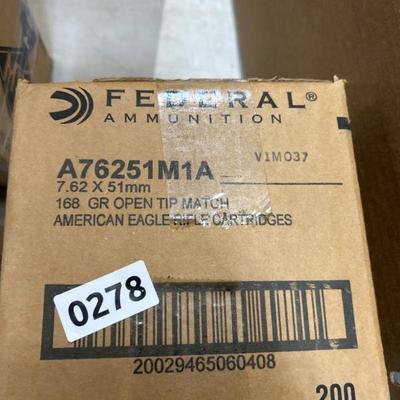 FEDERAL®
AMMUNITION
A76251M1A
V1M037
7.62 X 51mm
168 GR OPEN TIP MATCH
AMERICAN EAGLE RIFLE CARTRIDGES
0278
20029465060408
200